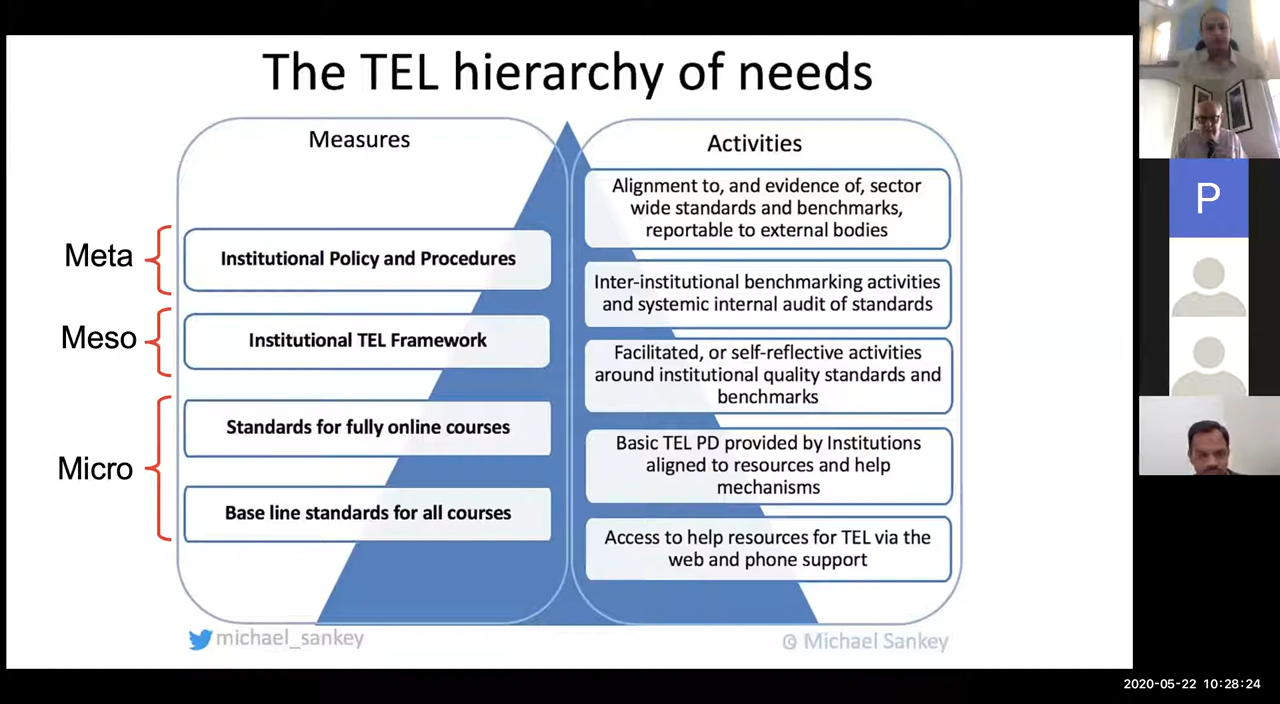 The TEL hierarchy of needs
Measures
Meta
Institutional Policy and Procedures
Meso
Institutional TEL Framework
Micro
Standards for fully online courses
Base line standards for all courses
Activities
Alignment to, and evidence of, sector
wide standards and benchmarks,
reportable to external bodies
Inter-institutional benchmarking activities
and systemic internal audit of standards
Facilitated, or self-reflective activities
around institutional quality standards and
benchmarks
Basic TEL PD provided by Institutions
aligned to resources and help
mechanisms
Access to help resources for TEL via the
web and phone support
michael_sankey
© Michael Sankey
P
2020-05-22 10:28:24